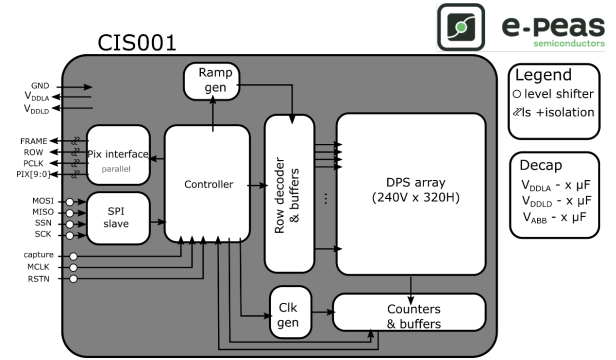 CIS001
e-peas
semiconductors
GND
VDDLA
VDDLD
FRAME
ROW
PCLK
PIX[9:0]
MOSI
MISO
SSN
SCK
capture
MCLK
RSTN
Ramp
gen
Pix interface
parallel
SPI
slave
Controller
Row decoder
& buffers
...
DPS array
(240V x 320H)
Clk
gen
Counters
& buffers
Legend
level shifter
ls +isolation
Decap
VDDLA - x µF
VDDLD - x µF
VABB - x µF